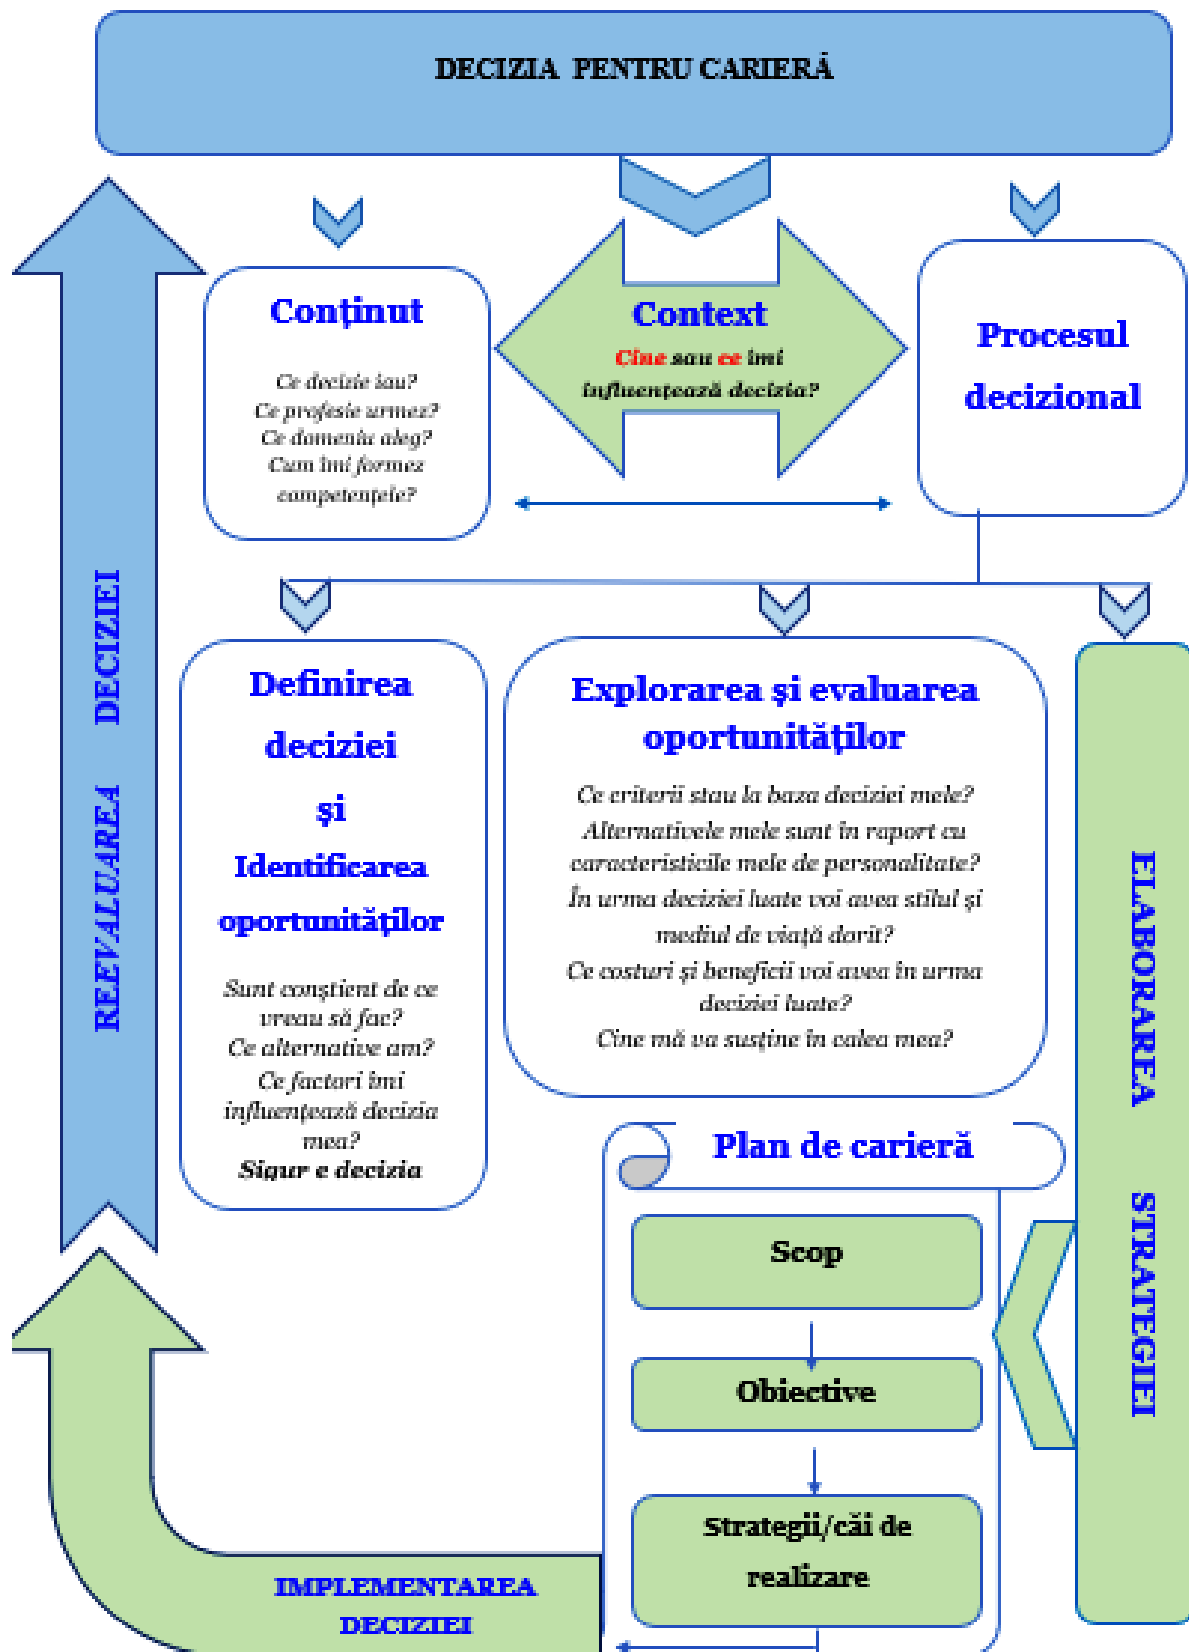 DECIZIA PENTRU CARIERĂ
Conținut
Ce decizie iau?
Ce profesie urmez?
Ce domeniu aleg?
Cum îmi formez
competențele?
Context
Cine sau ce îmi
influențează decizia?
Procesul
decizional
Definirea
deciziei
și
Identificarea
oportunităților
Sunt conștient de ce
vreau să fac?
Ce alternative am?
Ce factori îmi
influențează decizia
mea?
Sigur e decizia
Explorarea și evaluarea
oportunităților
Ce criterii stau la baza deciziei mele?
Alternativele mele sunt în raport cu
caracteristicile mele de personalitate?
În urma deciziei luate voi avea stilul și
mediul de viață dorit?
Ce costuri și beneficii voi avea în urma
deciziei luate?
Cine mă va susține în calea mea?
ELABORAREA STRATEGIEI
Plan de carieră
Scop
Obiective
Strategii/căi de
realizare
IMPLEMENTAREA
DECIZIEI
REEVALUAREA DECIZIEI